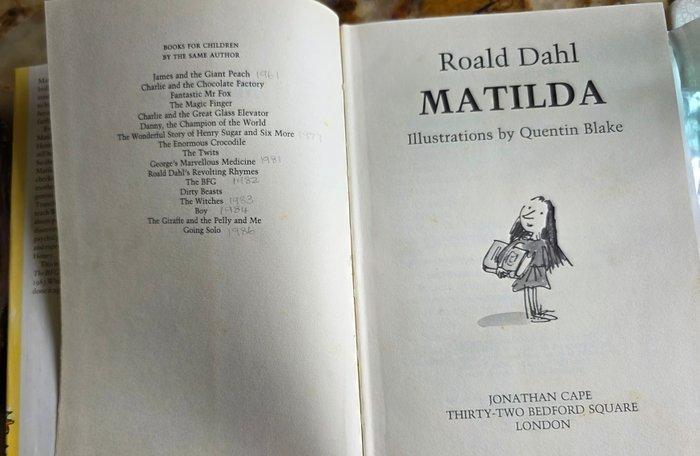 BOOKS FOR CHILDREN
BY THE SAME AUTHOR
James and the Giant Peach 1961
Charlie and the Chocolate Factory
Fantastic Mr Fox
The Magic Finger
Charlie and the Great Glass Elevator
Danny, the Champion of the World
The Wonderful Story of Henry Sugar and Six More 1977
The Enormous Crocodile
The Twits
George's Marvellous Medicine 1981
Roald Dahl's Revolting Rhymes
The BFG 1982
Dirty Beasts
The Witches 1983
Boy 1984
The Giraffe and the Pelly and Me
Going Solo 1986
Roald Dahl
MATILDA
Illustrations by Quentin Blake
JONATHAN CAPE
THIRTY-TWO BEDFORD SQUARE
LONDON